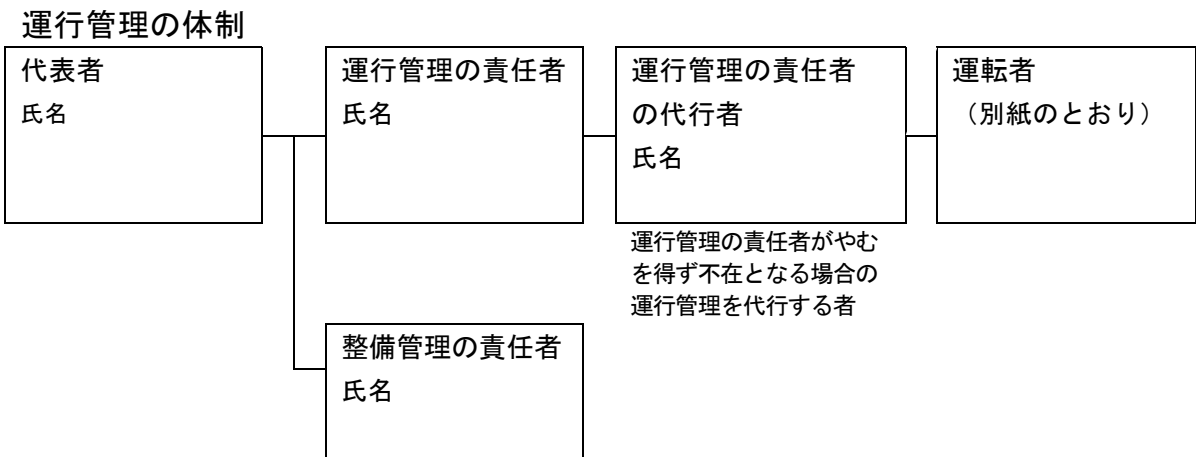 運行管理の体制
代表者
氏名
運行管理の責任者
氏名
運行管理の責任者
の代行者
氏名
運転者
（別紙のとおり）
運行管理の責任者がやむ
を得ず不在となる場合の
運行管理を代行する者
整備管理の責任者
氏名